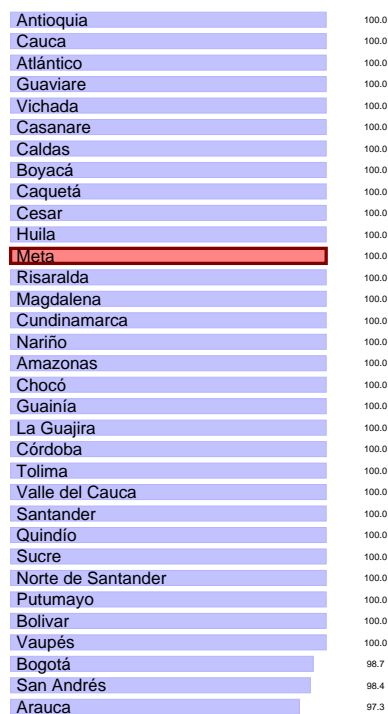 Antioquia 100.0
Cauca 100.0
Atlántico 100.0
Guaviare 100.0
Vichada 100.0
Casanare 100.0
Caldas 100.0
Boyacá 100.0
Caquetá 100.0
Cesar 100.0
Huila 100.0
Meta 100.0
Risaralda 100.0
Magdalena 100.0
Cundinamarca 100.0
Nariño 100.0
Amazonas 100.0
Chocó 100.0
Guainía 100.0
La Guajira 100.0
Córdoba 100.0
Tolima 100.0
Valle del Cauca 100.0
Santander 100.0
Quindío 100.0
Sucre 100.0
Norte de Santander 100.0
Putumayo 100.0
Bolivar 100.0
Vaupés 100.0
Bogotá 98.7
San Andrés 98.4
Arauca 97.3